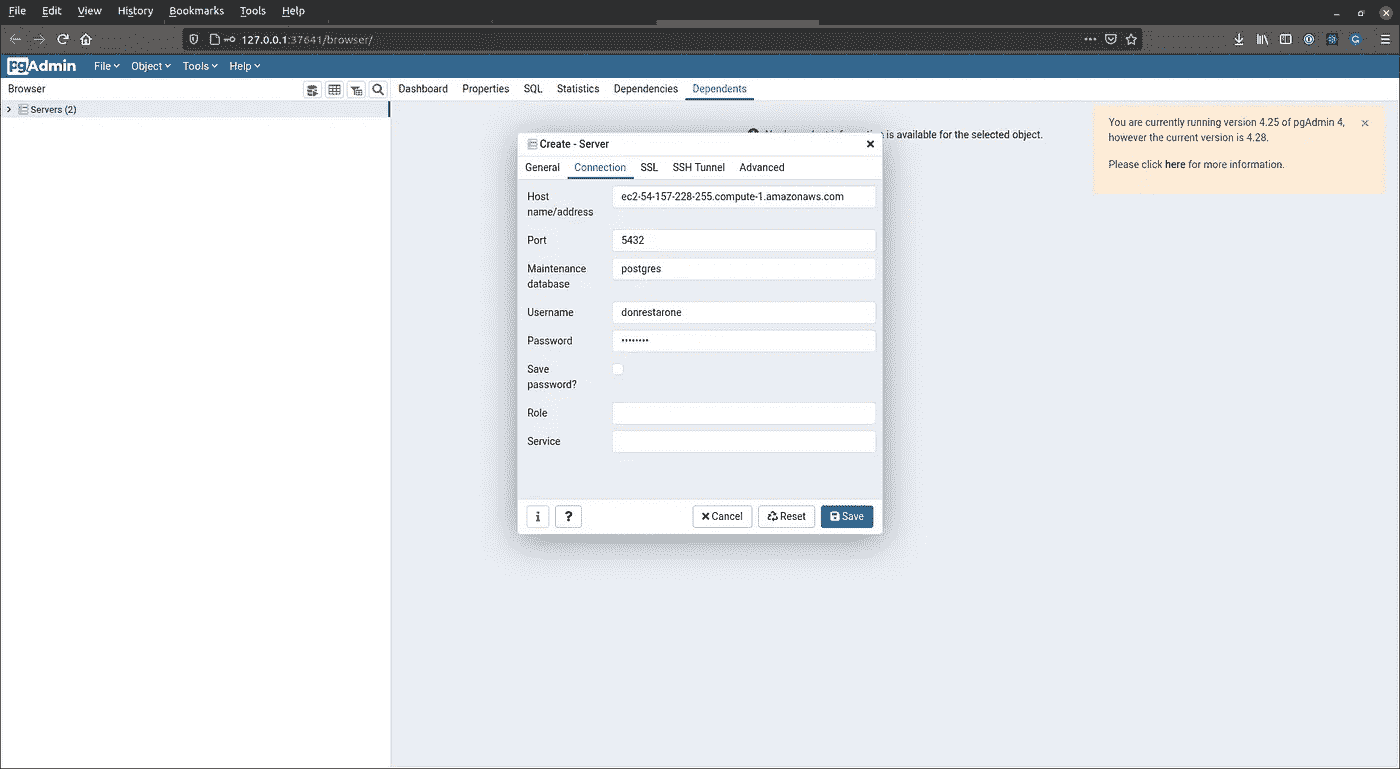 File Edit View History Bookmarks Tools Help
127.0.0.1:37641/browser/
pgAdmin File Object Tools Help
Browser
Dashboard Properties SQL Statistics Dependencies Dependents
Servers (2)
is available for the selected object.
You are currently running version 4.25 of pgAdmin 4,
however the current version is 4.28.
Please click here for more information.
Create - Server
General Connection SSL SSH Tunnel Advanced
Host
name/address
ec2-54-157-228-255.compute-1.amazonaws.com
Port
5432
Maintenance
database
postgres
Username
donrestarone
Password
••••••••
Save
password?
Role
Service
i ? Cancel Reset Save